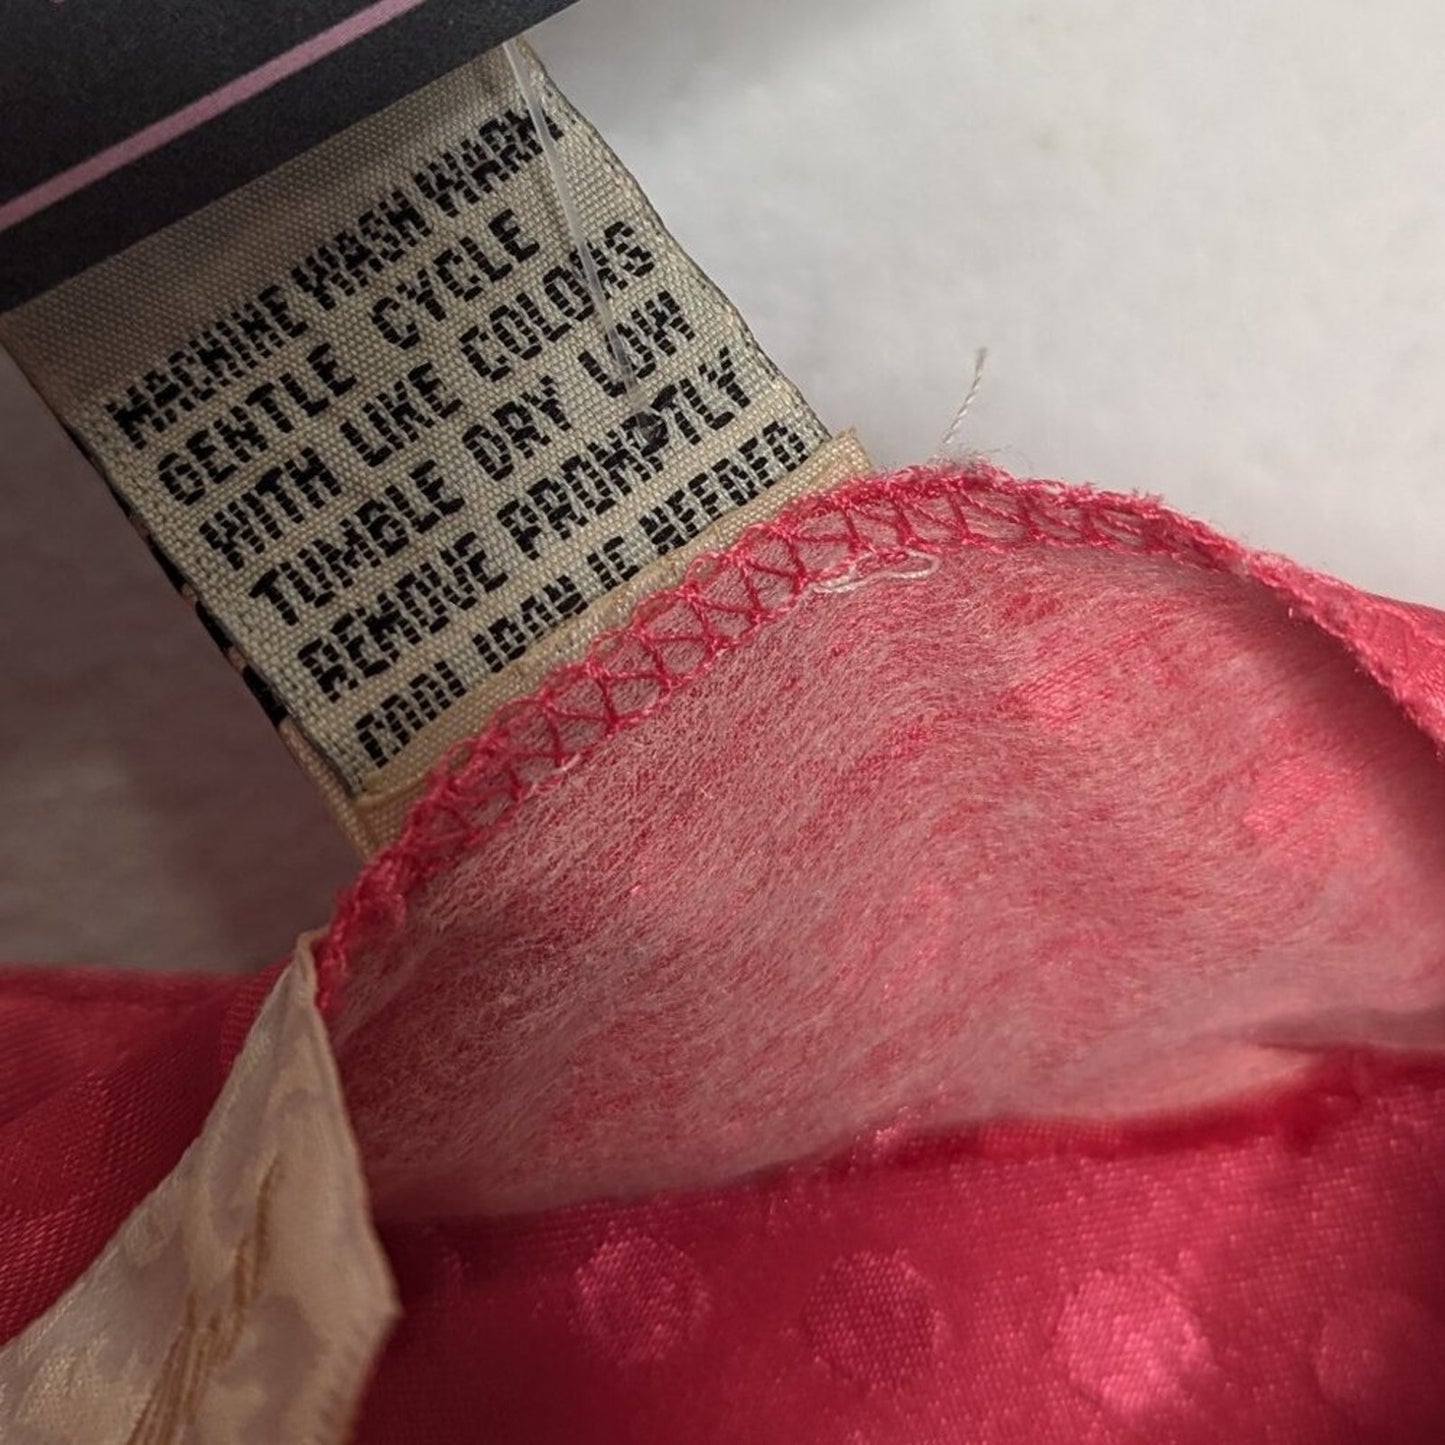 MACHINE WASH WARM
GENTLE CYCLE
WITH LIKE COLORS
TUMBLE DRY LOW
REMOVE PROMPTLY
COOL IRON IF NEEDED